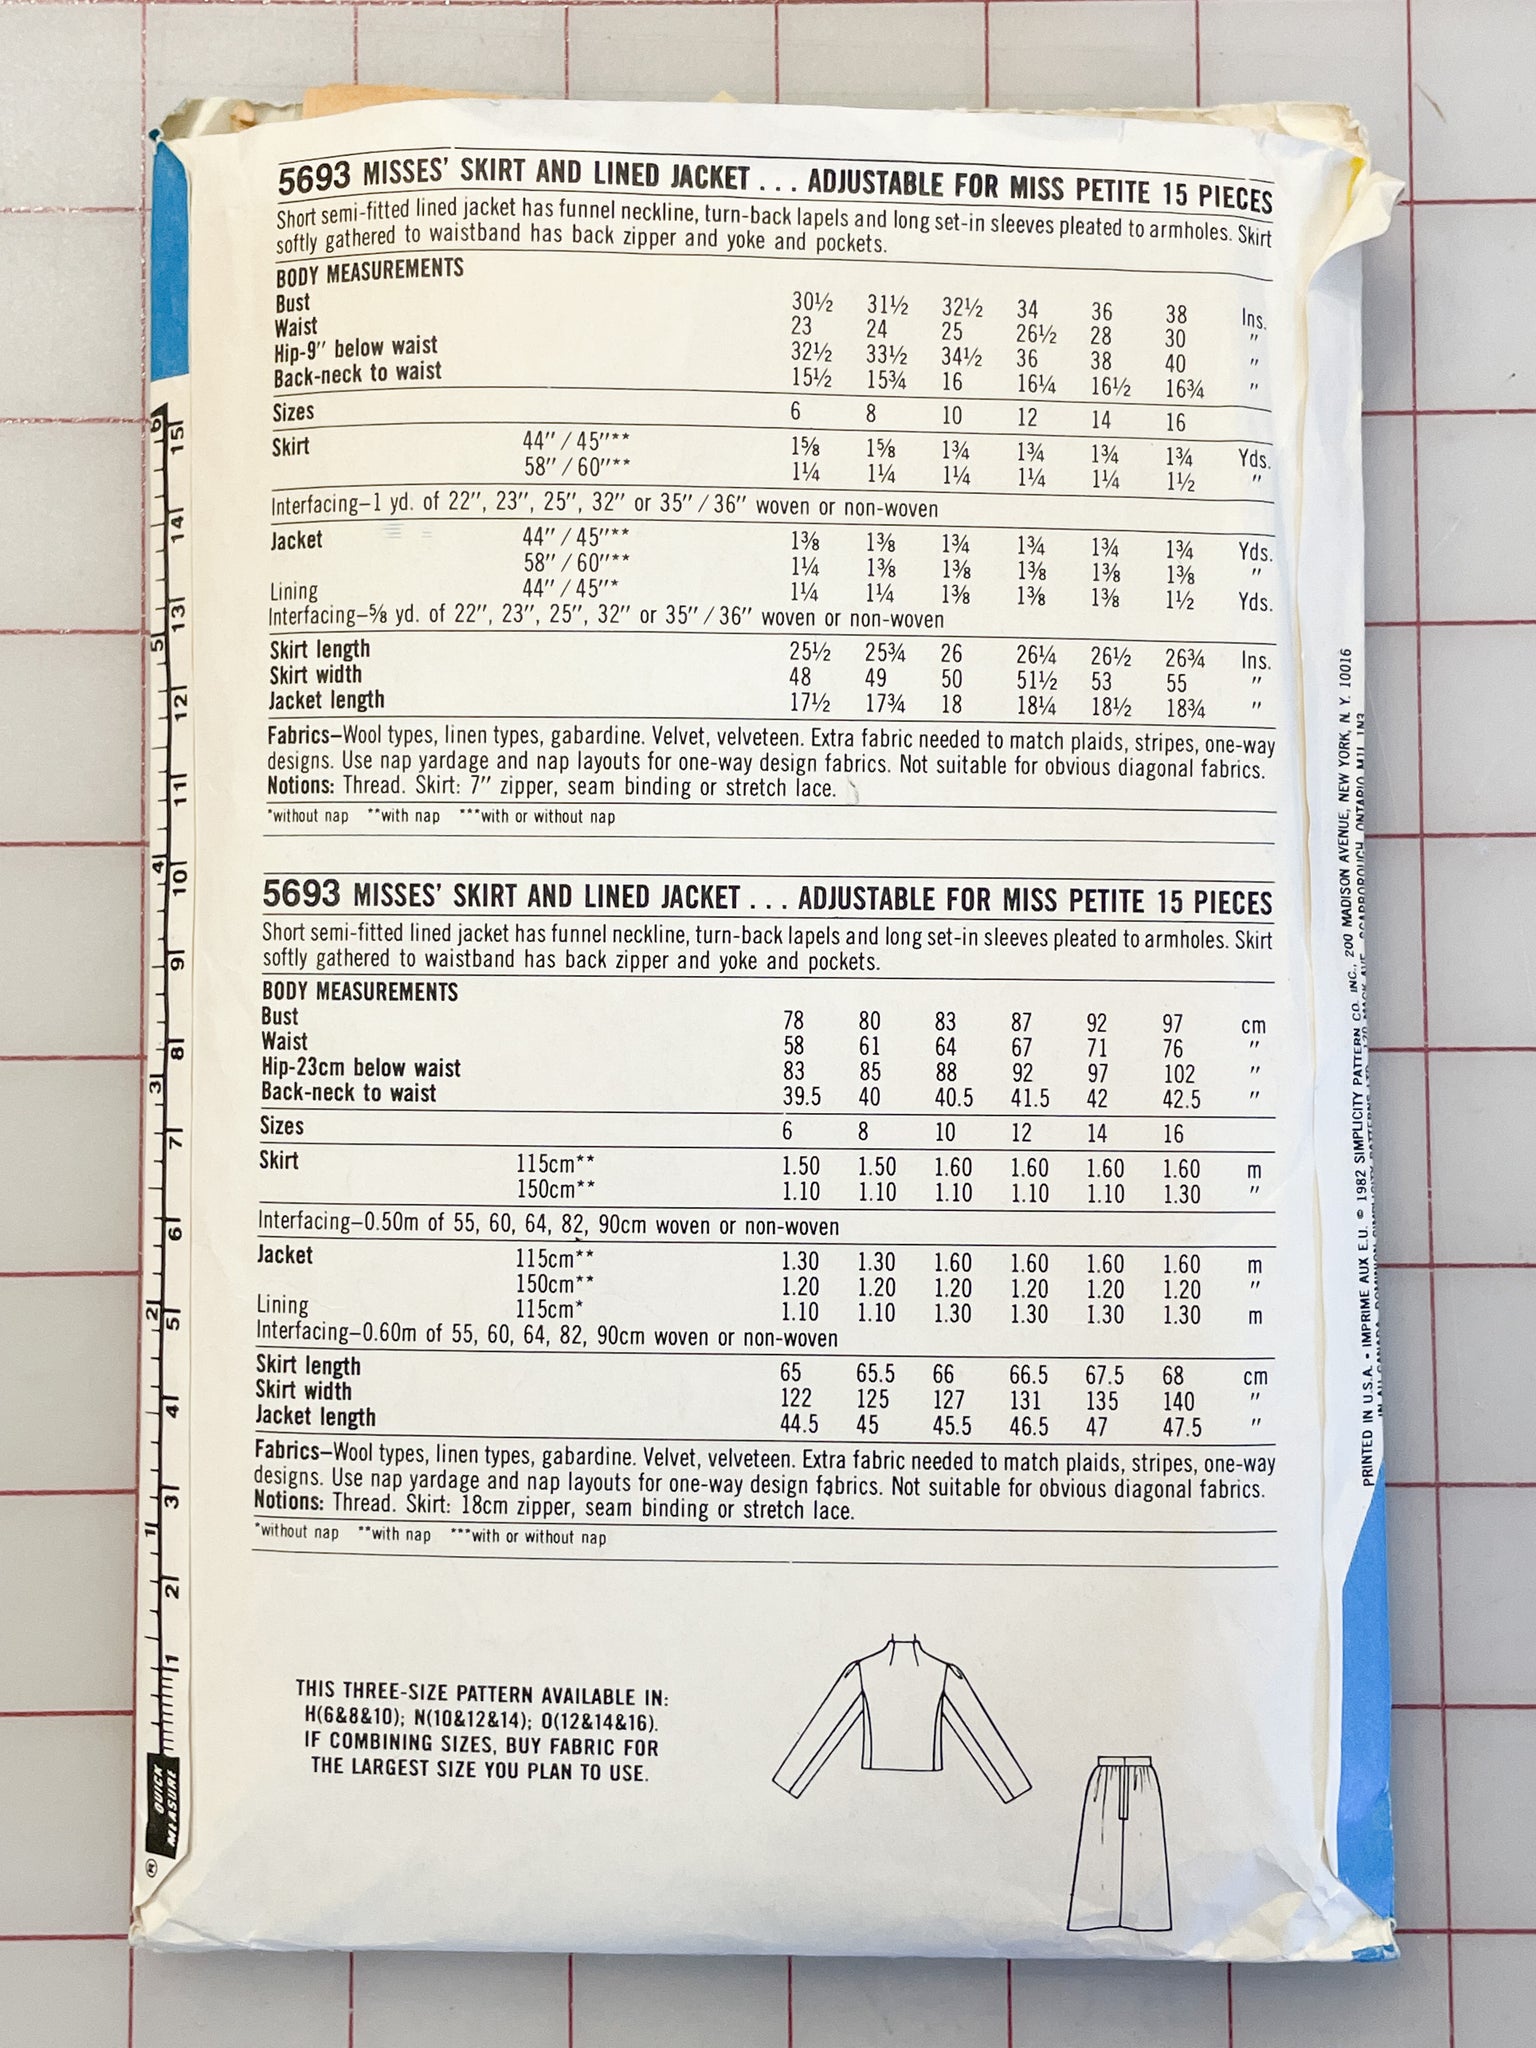 5693 MISSES' SKIRT AND LINED JACKET . . . ADJUSTABLE FOR MISS PETITE 15 PIECES
Short semi-fitted lined jacket has funnel neckline, turn-back lapels and long set-in sleeves pleated to armholes. Skirt
softly gathered to waistband has back zipper and yoke and pockets.
BODY MEASUREMENTS
Bust 30½ 31½ 32½ 34 36 38 Ins.
Waist 23 24 25 26½ 28 30 "
Hip-9" below waist 32½ 33½ 34½ 36 38 40 "
Back-neck to waist 15½ 15¾ 16 16¼ 16½ 16¾ "
Sizes 6 8 10 12 14 16
Skirt 44" / 45"** 1⅝ 1⅝ 1¾ 1¾ 1¾ 1¾ Yds.
58" / 60"** 1¼ 1¼ 1¼ 1¼ 1¼ 1½ "
Interfacing–1 yd. of 22", 23", 25", 32" or 35" / 36" woven or non-woven
Jacket 44" / 45"** 1⅜ 1⅜ 1¾ 1¾ 1¾ 1¾ Yds.
58" / 60"** 1¼ 1⅜ 1⅜ 1⅜ 1⅜ 1⅜ "
Lining 44" / 45"* 1¼ 1¼ 1⅜ 1⅜ 1⅜ 1½ Yds.
Interfacing–⅝ yd. of 22", 23", 25", 32" or 35" / 36" woven or non-woven
Skirt length 25½ 25¾ 26 26¼ 26½ 26¾ Ins.
Skirt width 48 49 50 51½ 53 55 "
Jacket length 17½ 17¾ 18 18¼ 18½ 18¾ "
Fabrics–Wool types, linen types, gabardine. Velvet, velveteen. Extra fabric needed to match plaids, stripes, one-way
designs. Use nap yardage and nap layouts for one-way design fabrics. Not suitable for obvious diagonal fabrics.
Notions: Thread. Skirt: 7" zipper, seam binding or stretch lace.
*without nap **with nap ***with or without nap
5693 MISSES' SKIRT AND LINED JACKET . . . ADJUSTABLE FOR MISS PETITE 15 PIECES
Short semi-fitted lined jacket has funnel neckline, turn-back lapels and long set-in sleeves pleated to armholes. Skirt
softly gathered to waistband has back zipper and yoke and pockets.
BODY MEASUREMENTS
Bust 78 80 83 87 92 97 cm
Waist 58 61 64 67 71 76 "
Hip-23cm below waist 83 85 88 92 97 102 "
Back-neck to waist 39.5 40 40.5 41.5 42 42.5 "
Sizes 6 8 10 12 14 16
Skirt 115cm** 1.50 1.50 1.60 1.60 1.60 1.60 m
150cm** 1.10 1.10 1.10 1.10 1.10 1.30 "
Interfacing–0.50m of 55, 60, 64, 82, 90cm woven or non-woven
Jacket 115cm** 1.30 1.30 1.60 1.60 1.60 1.60 m
150cm** 1.20 1.20 1.20 1.20 1.20 1.20 "
Lining 115cm* 1.10 1.10 1.30 1.30 1.30 1.30 m
Interfacing–0.60m of 55, 60, 64, 82, 90cm woven or non-woven
Skirt length 65 65.5 66 66.5 67.5 68 cm
Skirt width 122 125 127 131 135 140 "
Jacket length 44.5 45 45.5 46.5 47 47.5 "
Fabrics–Wool types, linen types, gabardine. Velvet, velveteen. Extra fabric needed to match plaids, stripes, one-way
designs. Use nap yardage and nap layouts for one-way design fabrics. Not suitable for obvious diagonal fabrics.
Notions: Thread. Skirt: 18cm zipper, seam binding or stretch lace.
*without nap **with nap ***with or without nap
THIS THREE-SIZE PATTERN AVAILABLE IN:
H(6&8&10); N(10&12&14); O(12&14&16).
IF COMBINING SIZES, BUY FABRIC FOR
THE LARGEST SIZE YOU PLAN TO USE.
QUICK
MEASURE
1 2 3 4 5 6
1 2 3 4 5 6 7 8 9 10 11 12 13 14 15
PRINTED IN U.S.A. • IMPRIME AUX E.U. © 1982 SIMPLICITY PATTERN CO. INC., 200 MADISON AVENUE, NEW YORK, N.Y. 10016